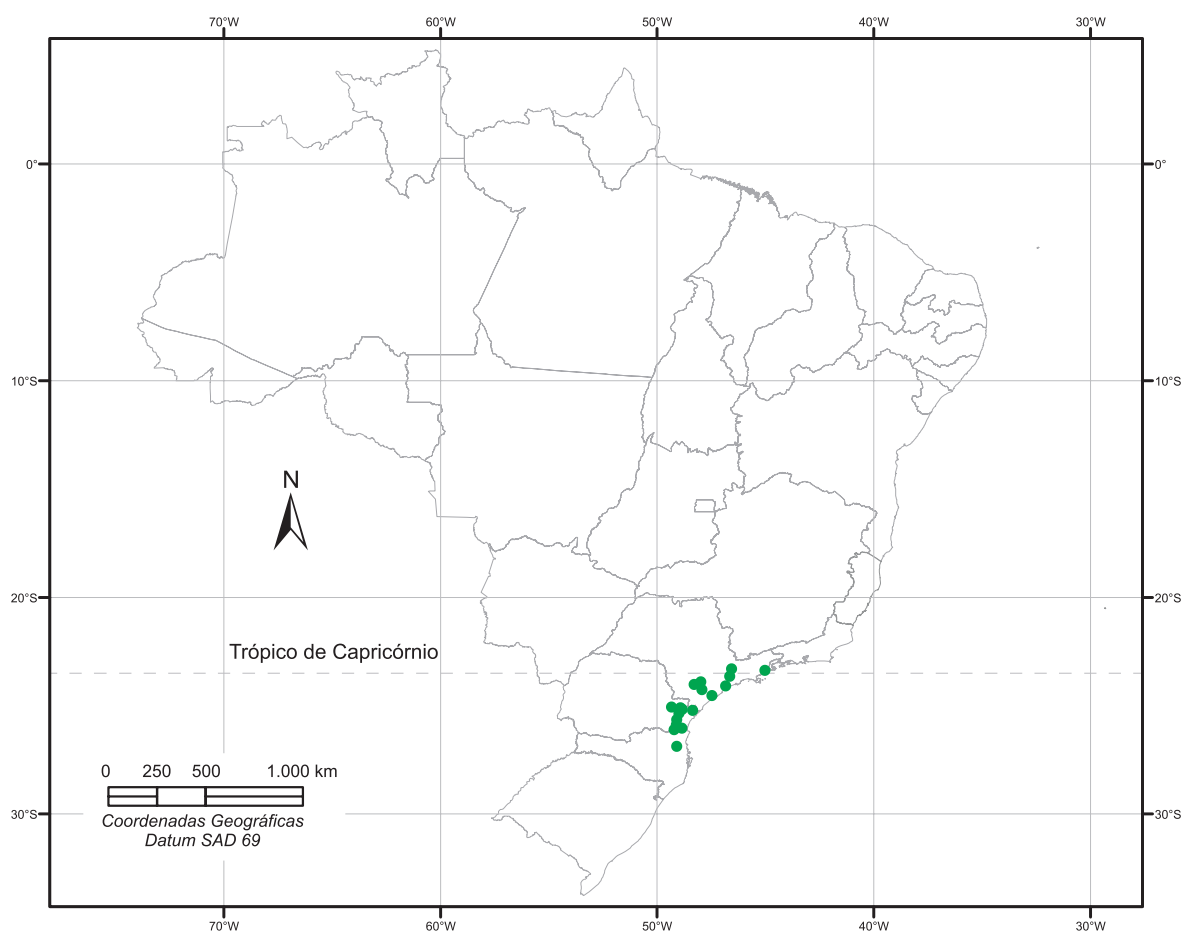 70°W 60°W 50°W 40°W 30°W
0° 0°
10°S 10°S
N
20°S 20°S
Trópico de Capricórnio
0 250 500 1.000 km
30°S 30°S
Coordenadas Geográficas
Datum SAD 69
70°W 60°W 50°W 40°W 30°W